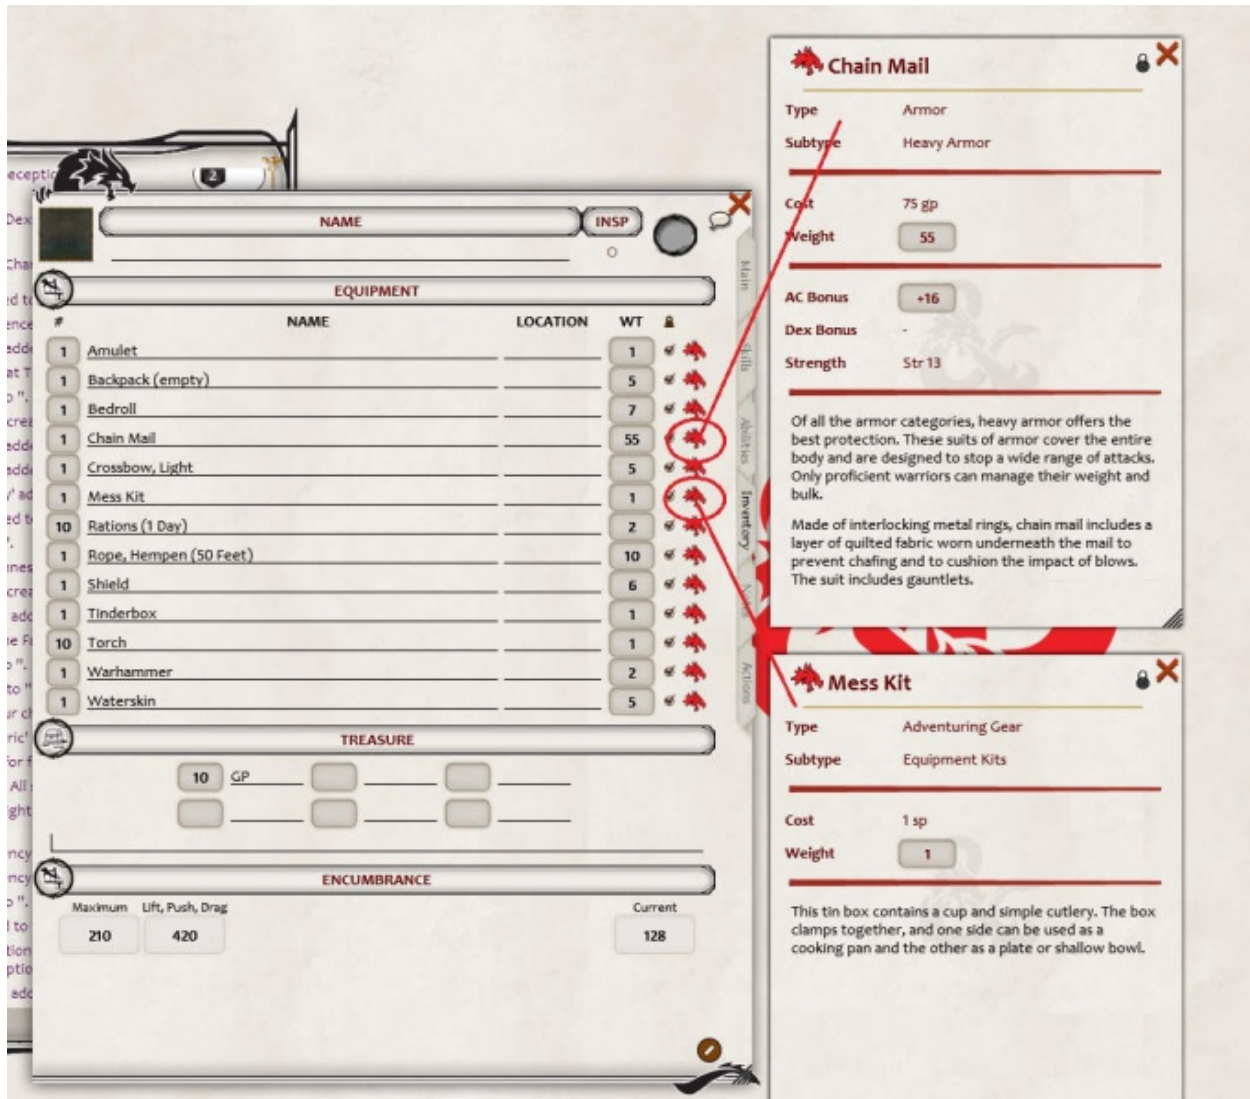 2
NAME INSP
EQUIPMENT
# NAME LOCATION WT
1 Amulet 1
1 Backpack (empty) 5
1 Bedroll 7
1 Chain Mail 55
1 Crossbow, Light 5
1 Mess Kit 1
10 Rations (1 Day) 2
1 Rope, Hempen (50 Feet) 10
1 Shield 6
1 Tinderbox 1
10 Torch 1
1 Warhammer 2
1 Waterskin 5
TREASURE
10 GP
ENCUMBRANCE
Maximum Lift, Push, Drag Current
210 420 128
Main
Skills
Abilities
Inventory
Notes
Actions
Chain Mail
Type Armor
Subtype Heavy Armor
Cost 75 gp
Weight 55
AC Bonus +16
Dex Bonus -
Strength Str 13
Of all the armor categories, heavy armor offers the
best protection. These suits of armor cover the entire
body and are designed to stop a wide range of attacks.
Only proficient warriors can manage their weight and
bulk.
Made of interlocking metal rings, chain mail includes a
layer of quilted fabric worn underneath the mail to
prevent chafing and to cushion the impact of blows.
The suit includes gauntlets.
Mess Kit
Type Adventuring Gear
Subtype Equipment Kits
Cost 1 sp
Weight 1
This tin box contains a cup and simple cutlery. The box
clamps together, and one side can be used as a
cooking pan and the other as a plate or shallow bowl.